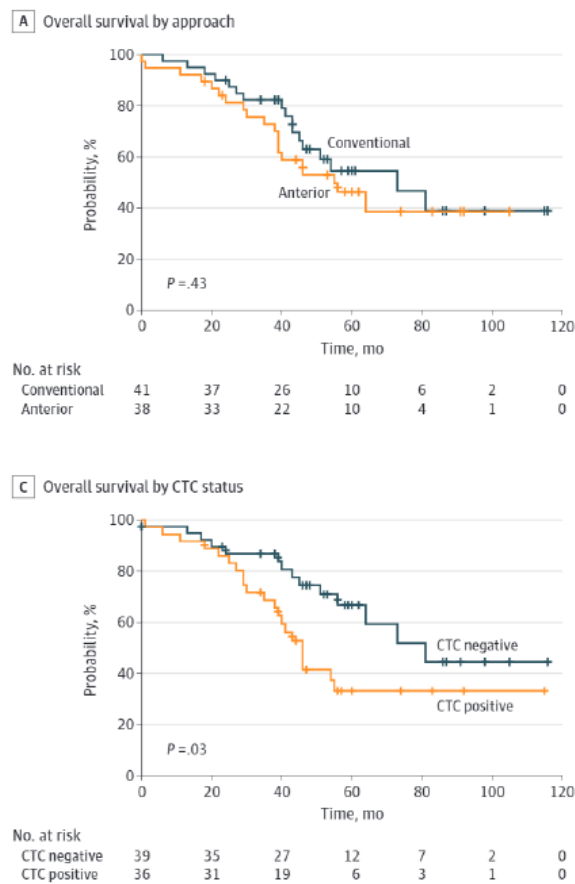 A Overall survival by approach
100
80
60
40
20
0
Probability, %
Conventional
Anterior
P = .43
0 20 40 60 80 100 120
Time, mo
No. at risk
Conventional 41 37 26 10 6 2 0
Anterior 38 33 22 10 4 1 0
C Overall survival by CTC status
100
80
60
40
20
0
Probability, %
CTC negative
CTC positive
P = .03
0 20 40 60 80 100 120
Time, mo
No. at risk
CTC negative 39 35 27 12 7 2 0
CTC positive 36 31 19 6 3 1 0